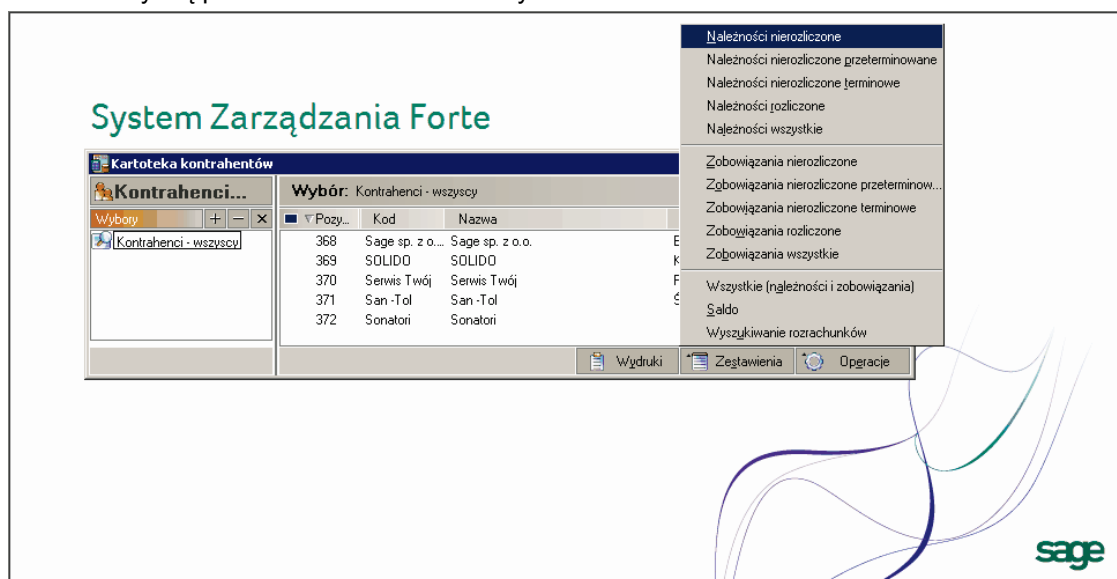 Należności nierozliczone
Należności nierozliczone przeterminowane
Należności nierozliczone terminowe
Należności rozliczone
Należności wszystkie
Zobowiązania nierozliczone
Zobowiązania nierozliczone przeterminow...
Zobowiązania nierozliczone terminowe
Zobowiązania rozliczone
Zobowiązania wszystkie
Wszystkie (należności i zobowiązania)
Saldo
Wyszukiwanie rozrachunków
System Zarządzania Forte
Kartoteka kontrahentów
Kontrahenci...
Wybór: Kontrahenci - wszyscy
Wybory
Pozy... Kod Nazwa
Kontrahenci - wszyscy
368 Sage sp. z o.... Sage sp. z o.o.
369 SOLIDO SOLIDO
370 Serwis Twój Serwis Twój
371 San -Tol San -Tol
372 Sonatori Sonatori
Wydruki Zestawienia Operacje
sage